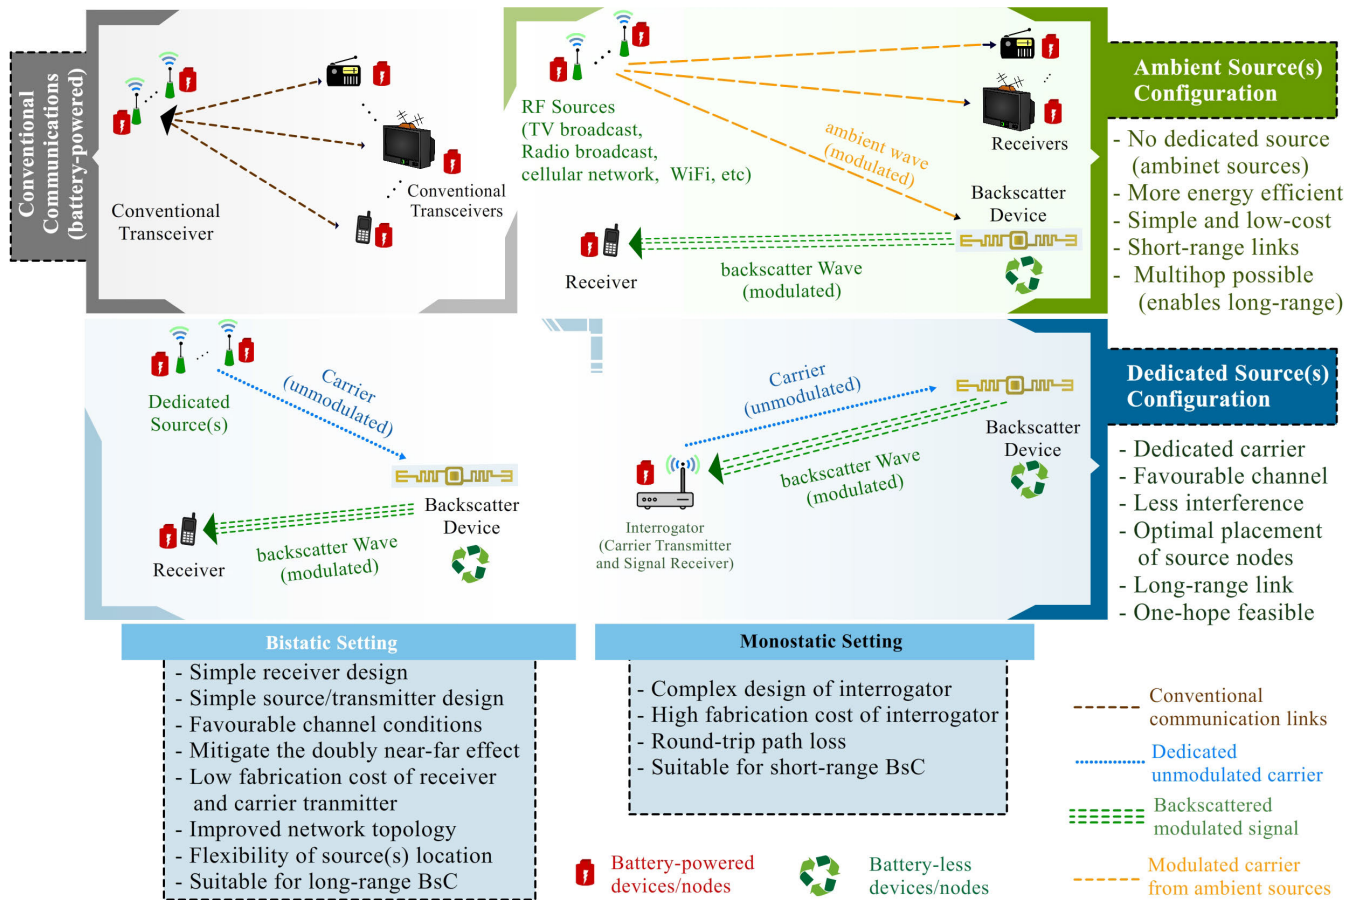 Conventional
Communications
(battery-powered)
Conventional
Transceiver
Conventional
Transceivers
RF Sources
(TV broadcast,
Radio broadcast,
cellular network, WiFi, etc)
ambient wave
(modulated)
Receivers
Backscatter
Device
Receiver
backscatter Wave
(modulated)
Ambient Source(s)
Configuration
- No dedicated source
(ambinet sources)
- More energy efficient
- Simple and low-cost
- Short-range links
- Multihop possible
(enables long-range)
Dedicated
Source(s)
Carrier
(unmodulated)
Backscatter
Device
Receiver
backscatter Wave
(modulated)
Carrier
(unmodulated)
Backscatter
Device
backscatter Wave
(modulated)
Interrogator
(Carrier Transmitter
and Signal Receiver)
Dedicated Source(s)
Configuration
- Dedicated carrier
- Favourable channel
- Less interference
- Optimal placement
of source nodes
- Long-range link
- One-hope feasible
Bistatic Setting
- Simple receiver design
- Simple source/transmitter design
- Favourable channel conditions
- Mitigate the doubly near-far effect
- Low fabrication cost of receiver
and carrier tranmitter
- Improved network topology
- Flexibility of source(s) location
- Suitable for long-range BsC
Monostatic Setting
- Complex design of interrogator
- High fabrication cost of interrogator
- Round-trip path loss
- Suitable for short-range BsC
Battery-powered
devices/nodes
Battery-less
devices/nodes
Conventional
communication links
Dedicated
unmodulated carrier
Backscattered
modulated signal
Modulated carrier
from ambient sources